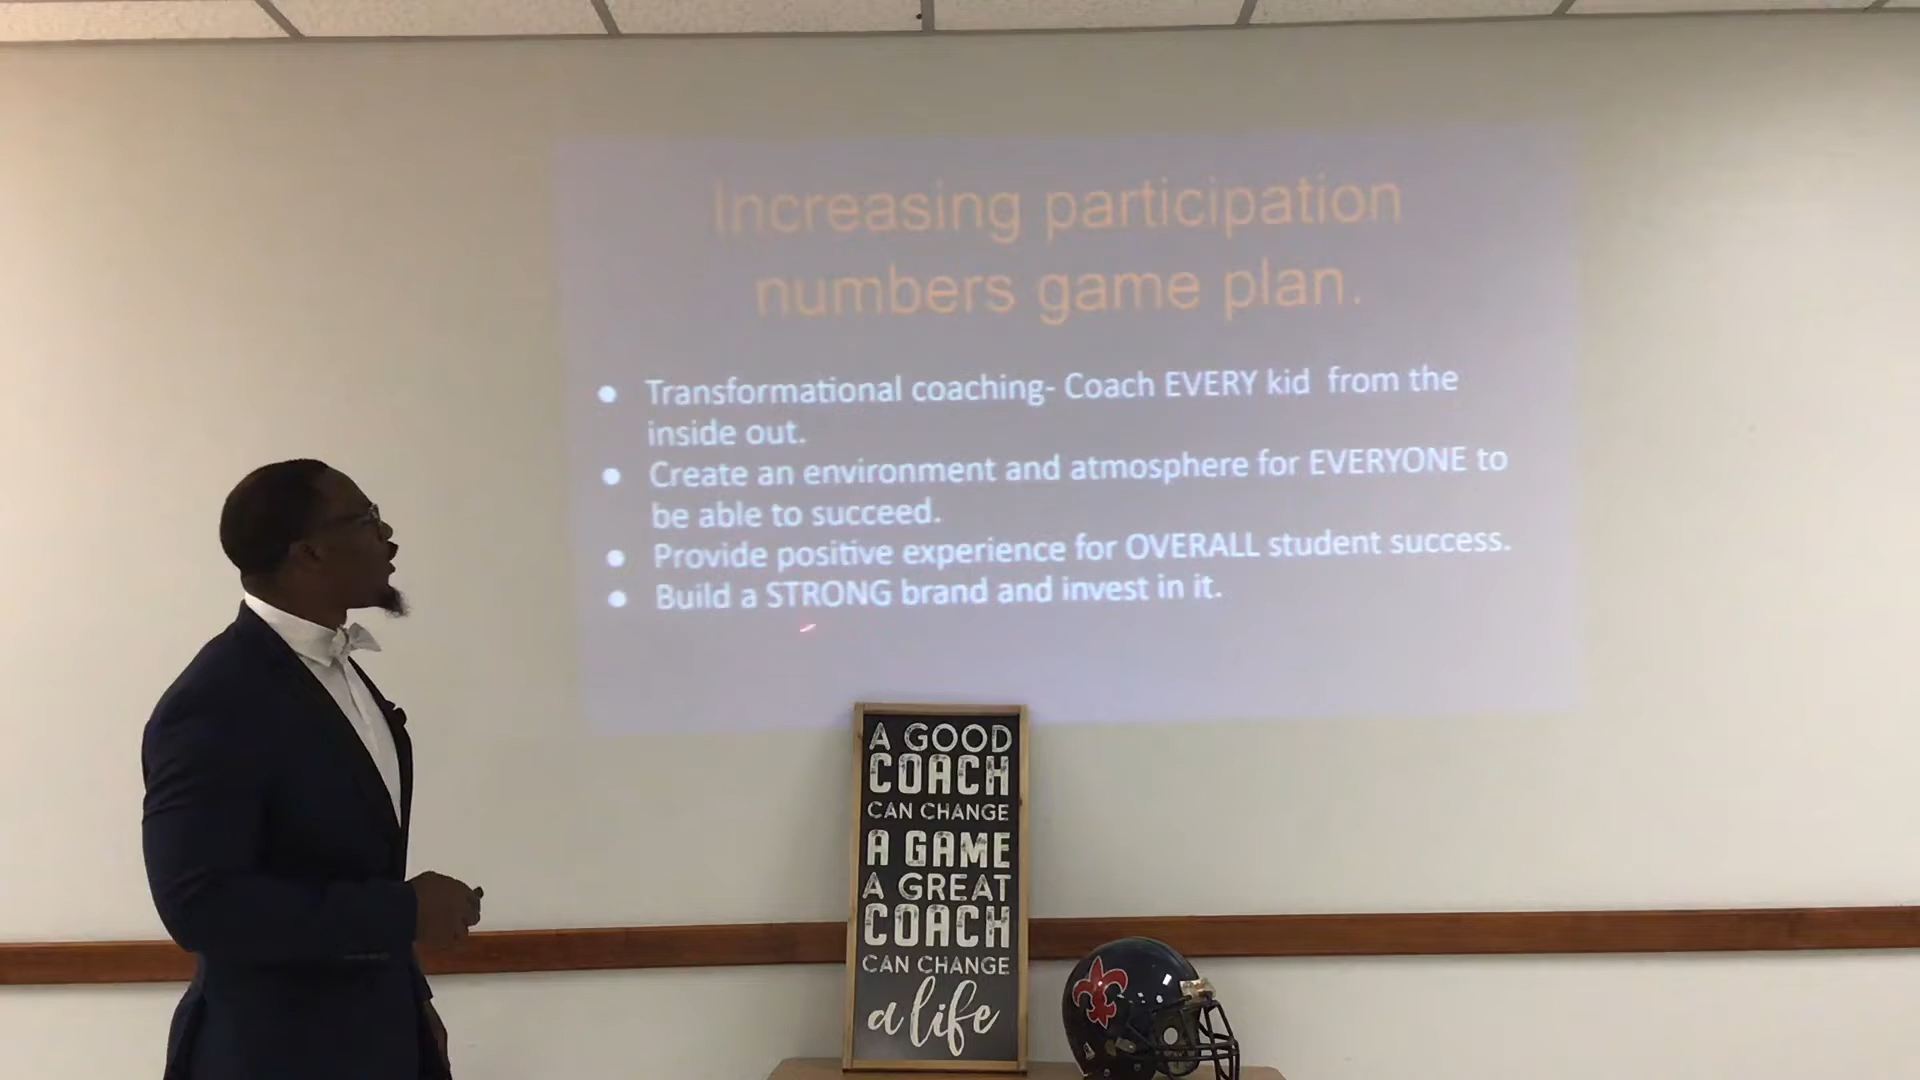 Increasing participation
numbers game plan.
● Transformational coaching- Coach EVERY kid from the
inside out.
● Create an environment and atmosphere for EVERYONE to
be able to succeed.
● Provide positive experience for OVERALL student success.
● Build a STRONG brand and invest in it.
A GOOD
COACH
CAN CHANGE
A GAME
A GREAT
COACH
CAN CHANGE
a life